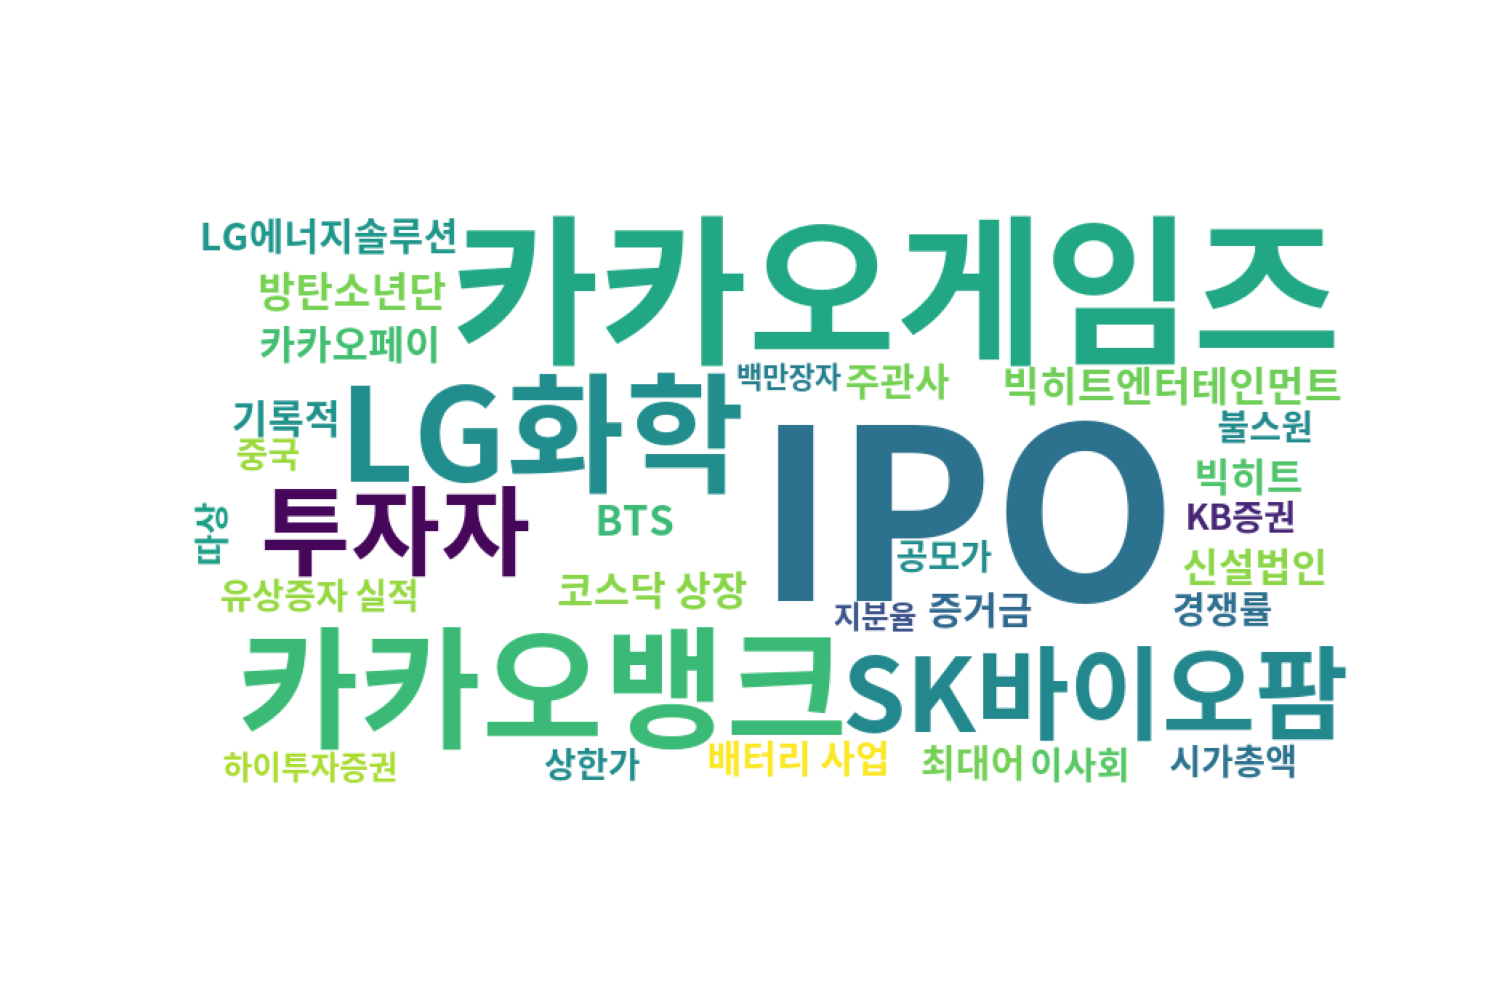 LG에너지솔루션
카카오게임즈
방탄소년단
카카오페이
백만장자
주관사
빅히트엔터테인먼트
기록적
LG화학
IPO
불스원
중국
빅히트
투자자
BTS
KB증권
따상
공모가
신설법인
유상증자
실적
코스닥 상장
지분율
증거금
경쟁률
카카오뱅크
SK바이오팜
하이투자증권
상한가
배터리 사업
최대어
이사회
시가총액